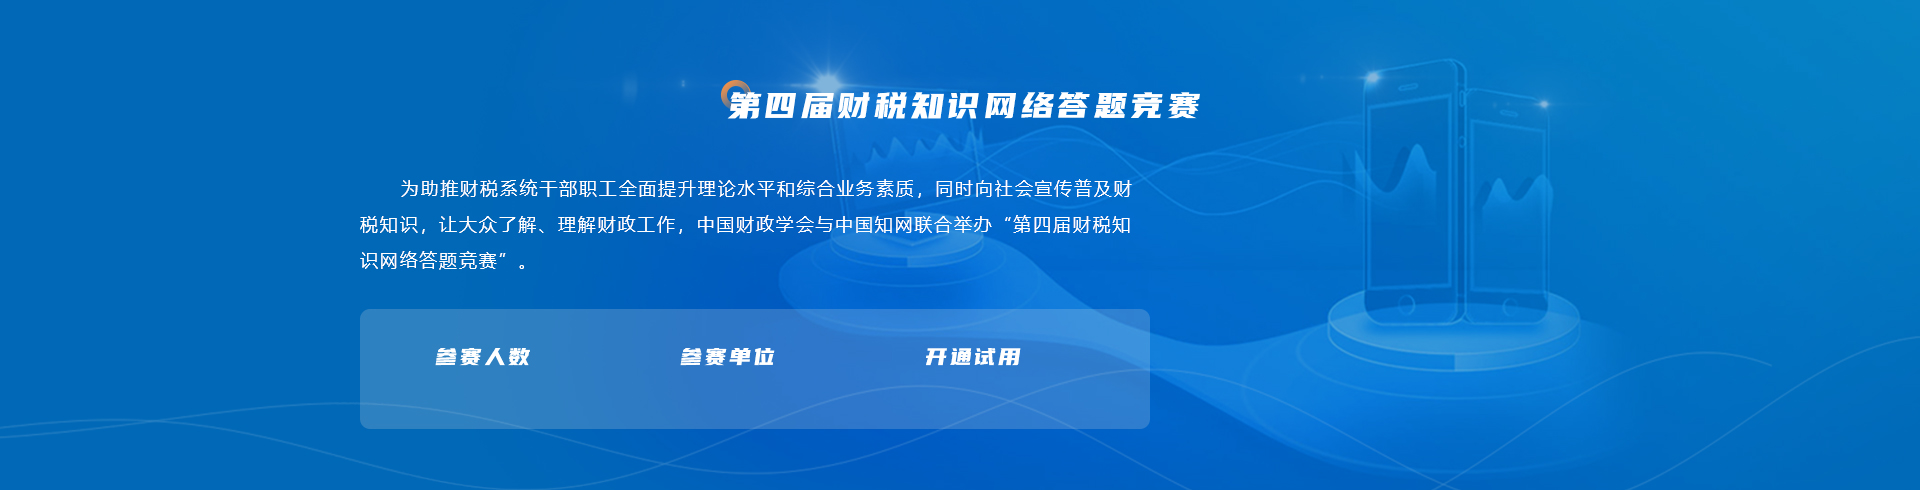 第四届财税知识网络答题竞赛
为助推财税系统干部职工全面提升理论水平和综合业务素质，同时向社会宣传普及财
税知识，让大众了解、理解财政工作，中国财政学会与中国知网联合举办“第四届财税知
识网络答题竞赛”。
参赛人数 参赛单位 开通试用